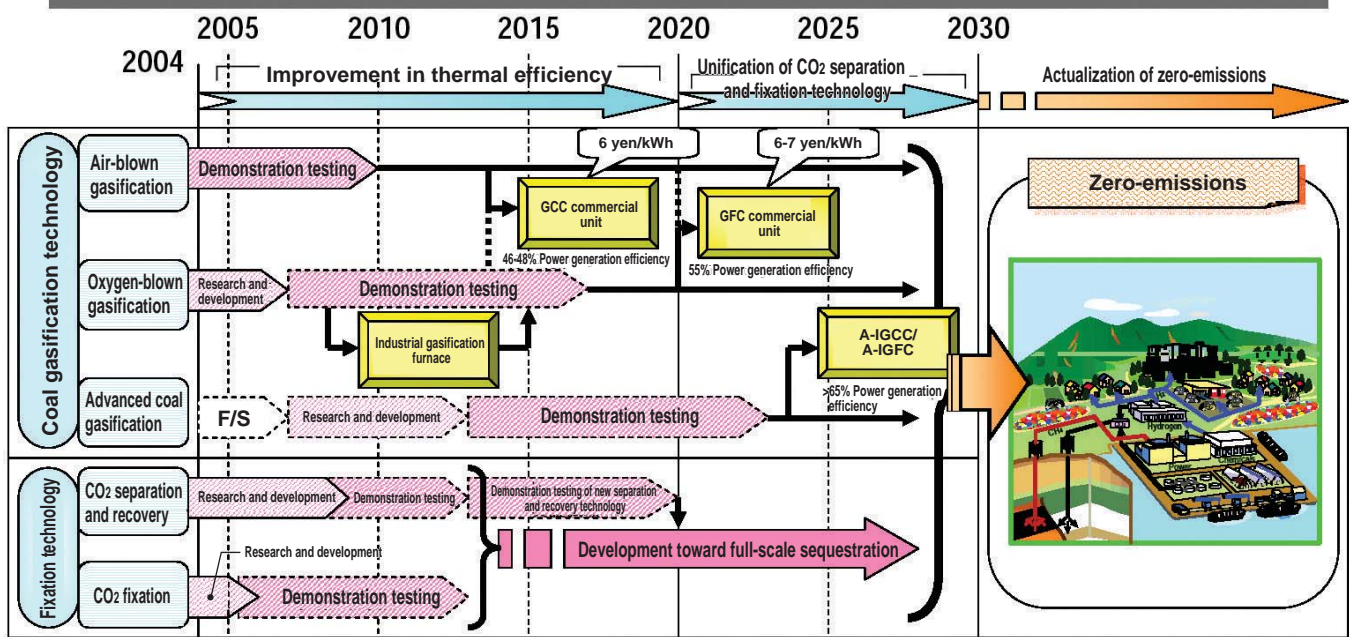 2005 2010 2015 2020 2025 2030
2004
Improvement in thermal efficiency
Unification of CO2 separation
and fixation technology
Actualization of zero-emissions
Coal gasification technology
Air-blown
gasification
Demonstration testing
6 yen/kWh
6-7 yen/kWh
GCC commercial
unit
46-48% Power generation efficiency
GFC commercial
unit
55% Power generation efficiency
Oxygen-blown
gasification
Research and
development
Demonstration testing
Industrial gasification
furnace
A-IGCC/
A-IGFC
>65% Power generation
efficiency
Advanced coal
gasification
F/S
Research and development
Demonstration testing
Fixation technology
CO2 separation
and recovery
Research and development
Demonstration testing
Demonstration testing of new separation
and recovery technology
Development toward full-scale sequestration
Research and development
CO2 fixation
Demonstration testing
Zero-emissions
Hydrogen
CH4
Power
Chemicals